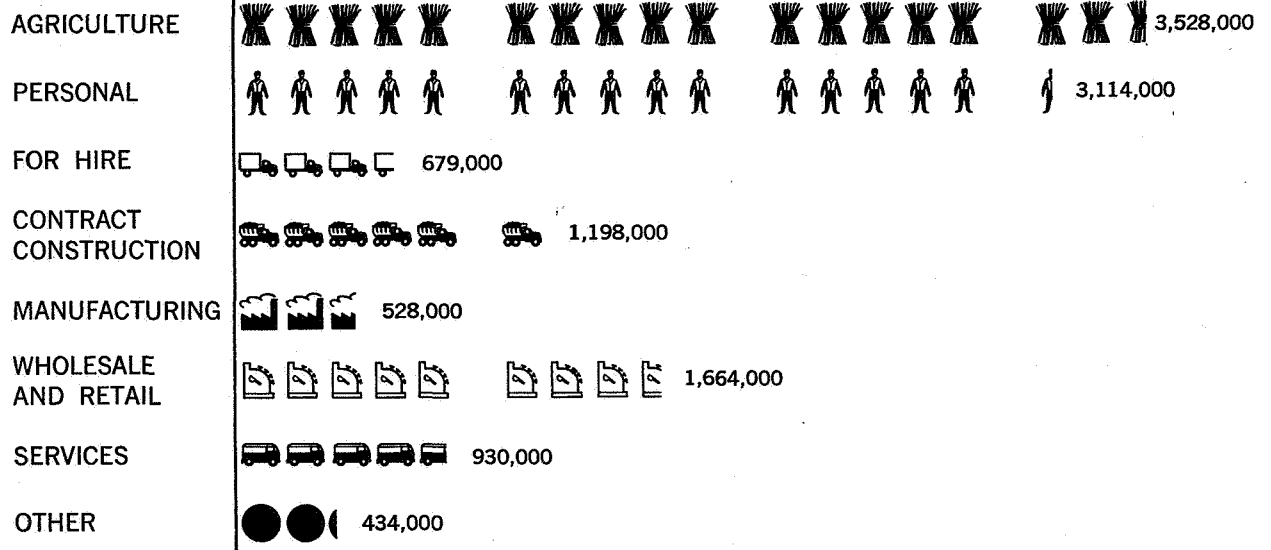 AGRICULTURE 3,528,000
PERSONAL 3,114,000
FOR HIRE 679,000
CONTRACT
CONSTRUCTION 1,198,000
MANUFACTURING 528,000
WHOLESALE
AND RETAIL 1,664,000
SERVICES 930,000
OTHER 434,000